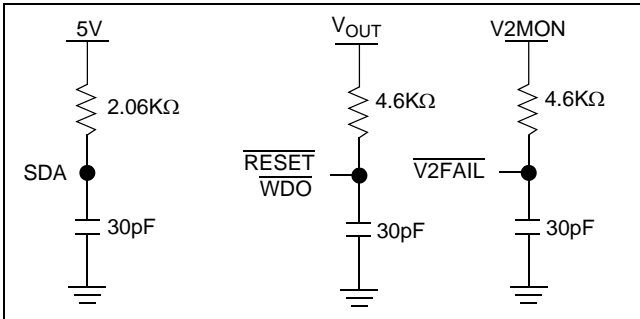 5V
2.06KΩ
SDA
30pF
VOUT
4.6KΩ
RESET
WDO
30pF
V2MON
4.6KΩ
V2FAIL
30pF